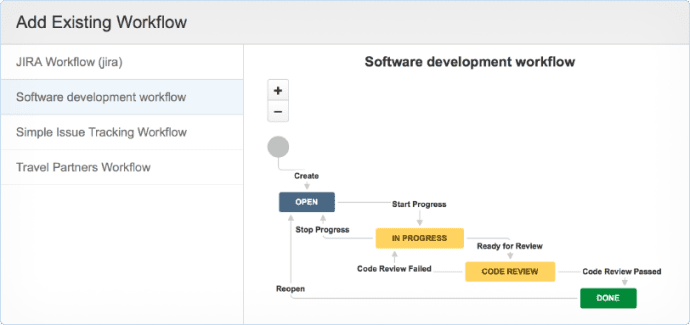 Add Existing Workflow
JIRA Workflow (jira)
Software development workflow
Simple Issue Tracking Workflow
Travel Partners Workflow
Software development workflow
+
−
Create
OPEN
Start Progress
Stop Progress
IN PROGRESS
Ready for Review
Code Review Failed
CODE REVIEW
Code Review Passed
Reopen
DONE